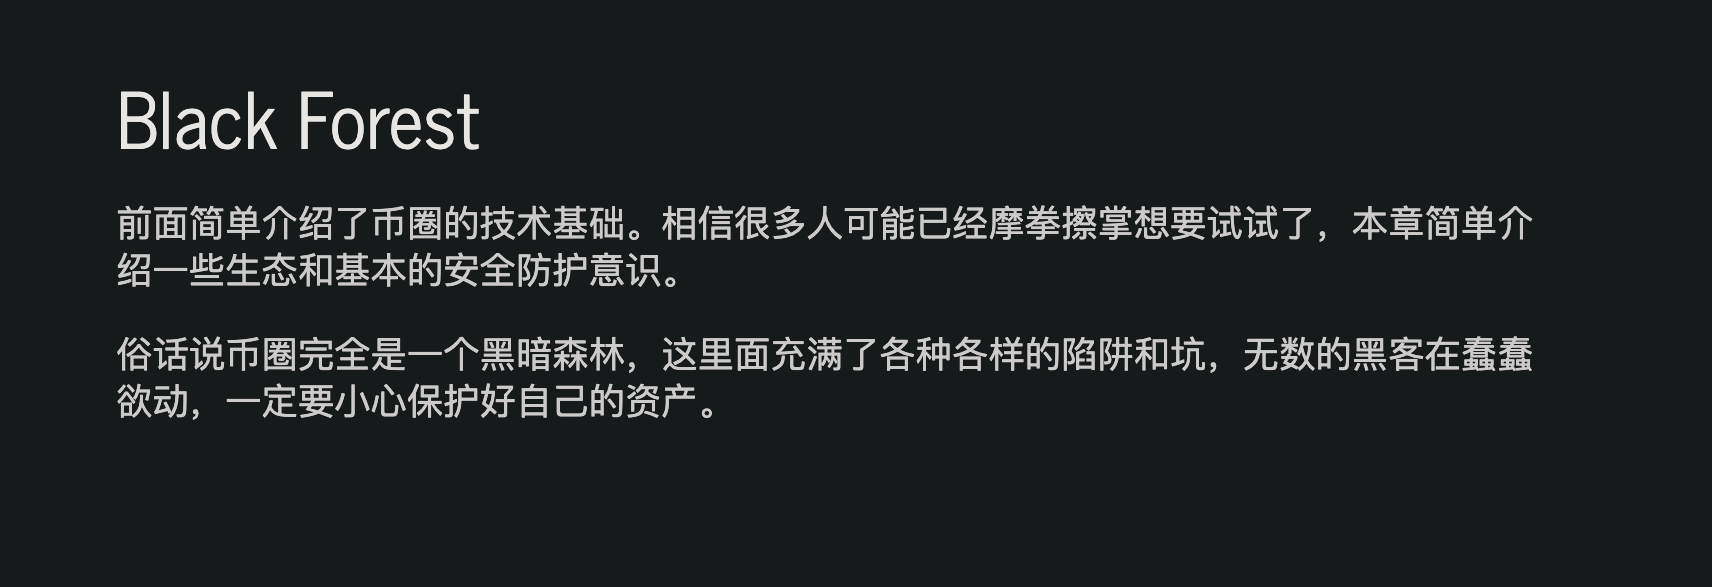 Black Forest
前面简单介绍了币圈的技术基础。相信很多人可能已经摩拳擦掌想要试试了，本章简单介
绍一些生态和基本的安全防护意识。
俗话说币圈完全是一个黑暗森林，这里面充满了各种各样的陷阱和坑，无数的黑客在蠢蠢
欲动，一定要小心保护好自己的资产。